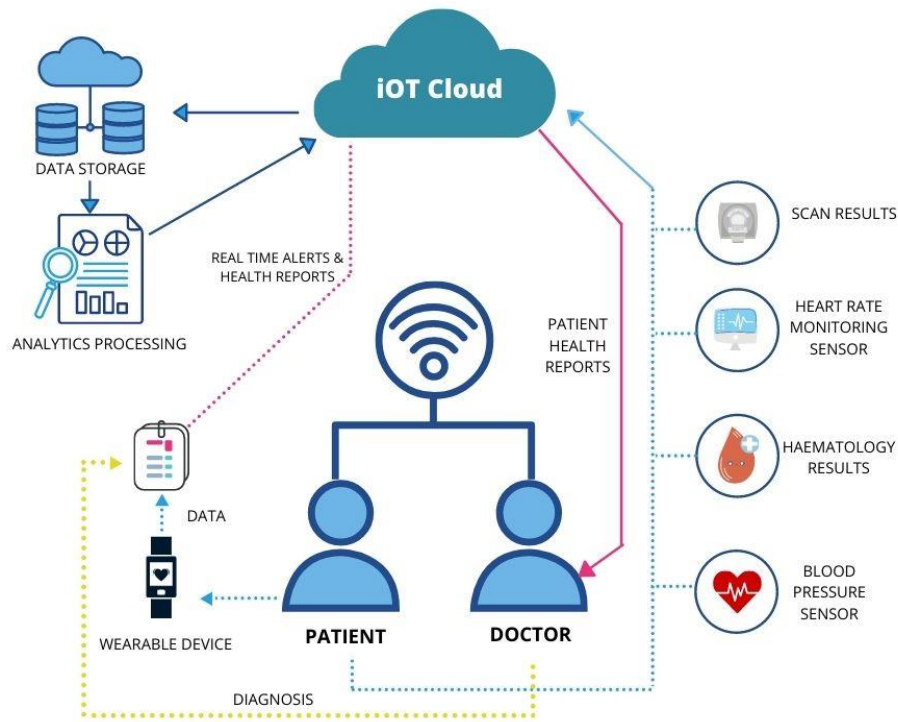 iOT Cloud
DATA STORAGE
ANALYTICS PROCESSING
REAL TIME ALERTS &
HEALTH REPORTS
PATIENT
HEALTH
REPORTS
SCAN RESULTS
HEART RATE
MONITORING
SENSOR
HAEMATOLOGY
RESULTS
BLOOD
PRESSURE
SENSOR
DATA
WEARABLE DEVICE
PATIENT
DOCTOR
DIAGNOSIS